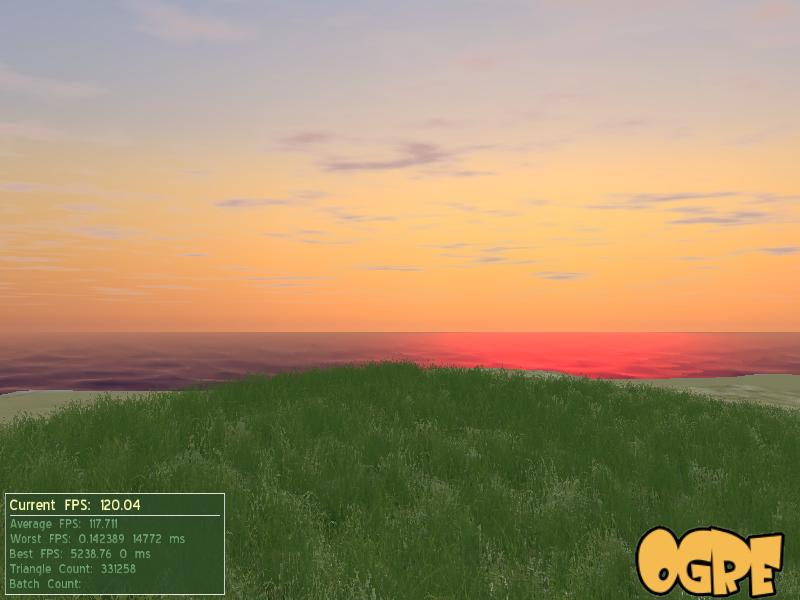 Current FPS: 120.04
Average FPS: 117.711
Worst FPS: 0.142389 14772 ms
Best FPS: 5238.76 0 ms
Triangle Count: 331258
Batch Count:
OGRE